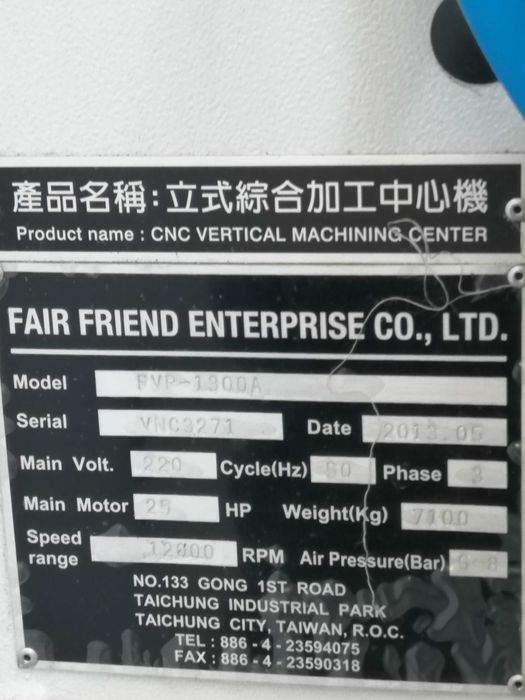 產品名稱:立式綜合加工中心機
Product name : CNC VERTICAL MACHINING CENTER
FAIR FRIEND ENTERPRISE CO., LTD.
Model FVP-1300A
Serial VNC3271 Date 2013.05
Main Volt. 220 Cycle(Hz) Phase 3
Main Motor 25 HP Weight(Kg) 7100
Speed range 12000 RPM Air Pressure(Bar) 6-8
NO.133 GONG 1ST ROAD
TAICHUNG INDUSTRIAL PARK
TAICHUNG CITY, TAIWAN, R.O.C.
TEL : 886 - 4 - 23594075
FAX : 886 - 4 - 23590318